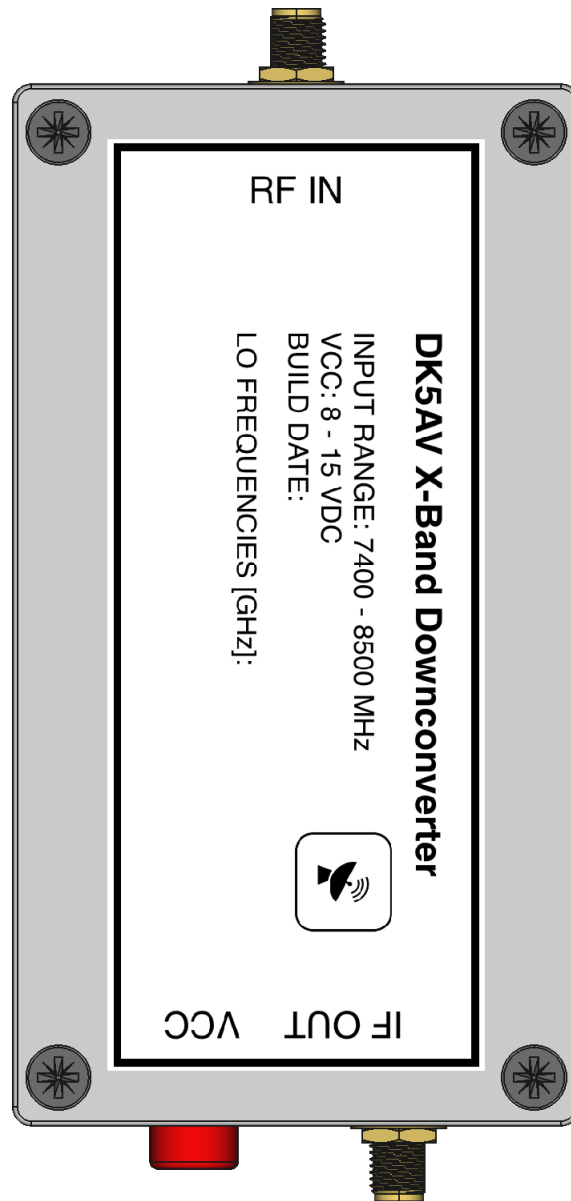 RF IN
DK5AV X-Band Downconverter
INPUT RANGE: 7400 - 8500 MHz
VCC: 8 - 15 VDC
BUILD DATE:
LO FREQUENCIES [GHz]:
IF OUT
VCC